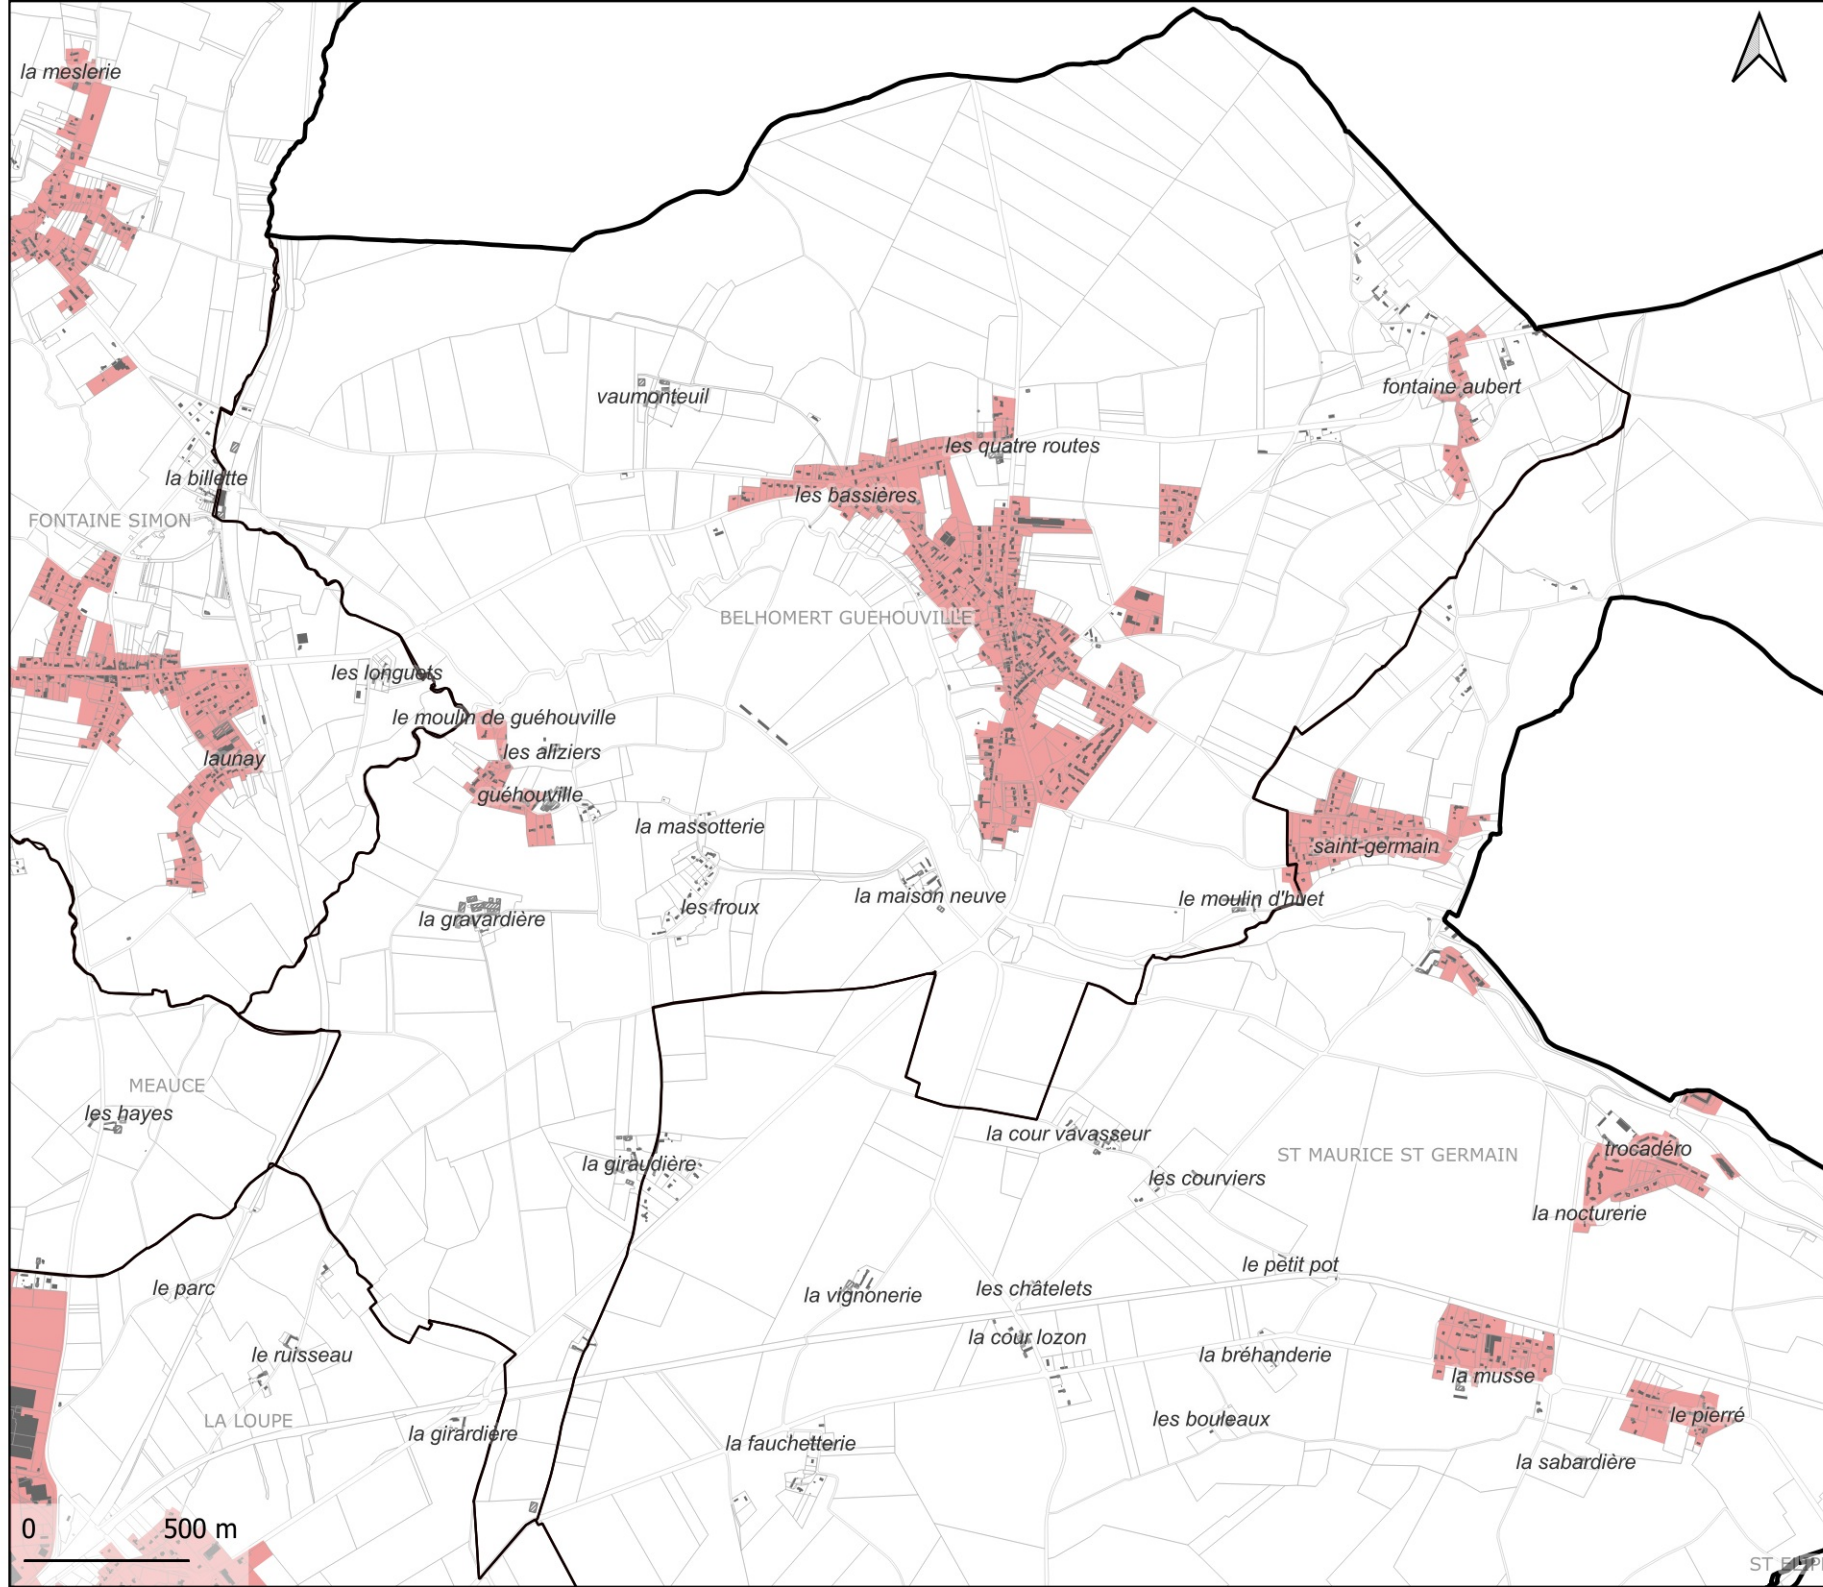 la meslerie
fontaine aubert
vaumonteuil
les quatre routes
la billette
les bassières
FONTAINE SIMON
BELHOMERT GUEHOUVILLE
les longuets
le moulin de guéhouville
les aliziers
launay
guéhouville
la massotterie
saint-germain
la maison neuve
le moulin d'huet
les froux
la gravardière
MEAUCE
les hayes
la cour vavasseur
trocadéro
ST MAURICE ST GERMAIN
la giraudière
les courviers
la nocturerie
le petit pot
le parc
les châtelets
la vignonerie
la cour lozon
le ruisseau
la bréhanderie
la musse
le pierré
LA LOUPE
les bouleaux
la girardière
la fauchetterie
la sabardière
0 500 m